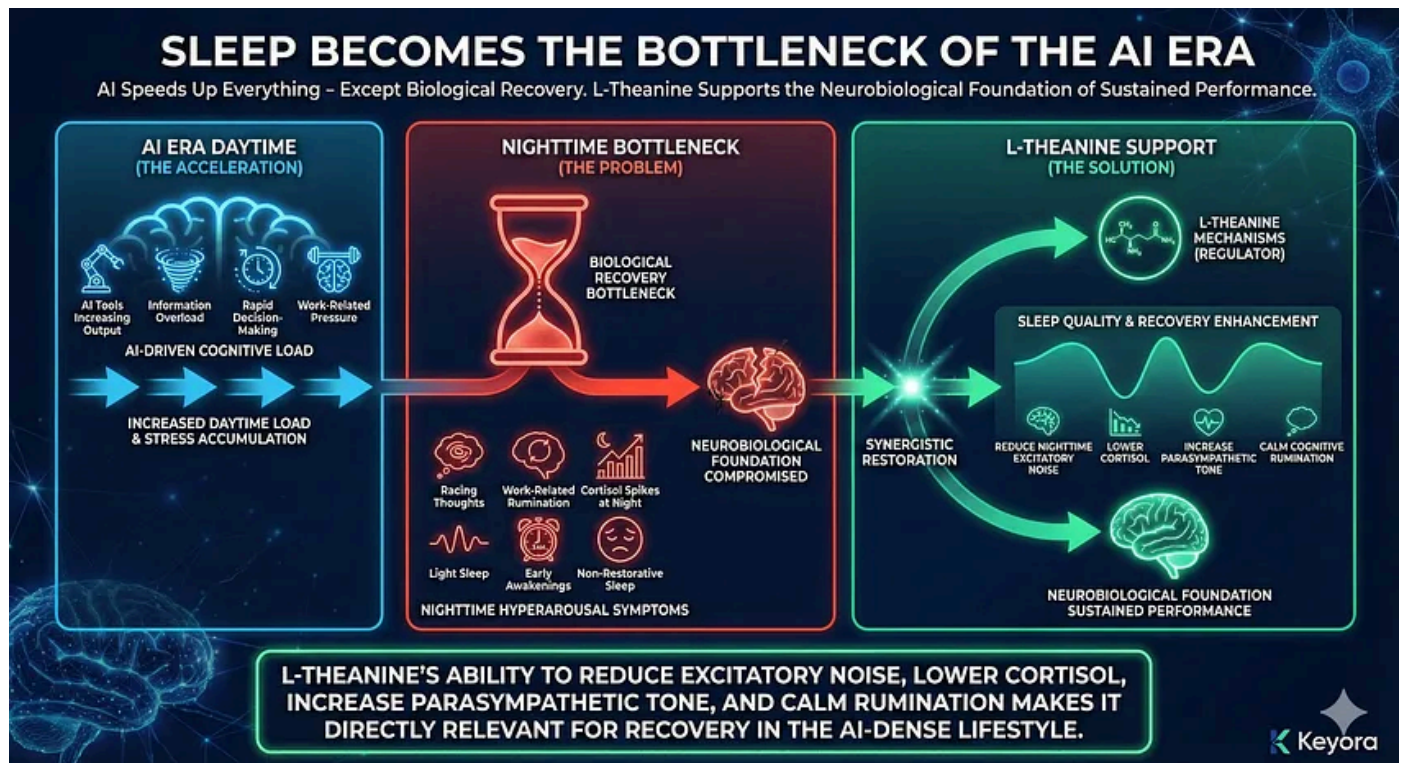 SLEEP BECOMES THE BOTTLENECK OF THE AI ERA
AI Speeds Up Everything – Except Biological Recovery. L-Theanine Supports the Neurobiological Foundation of Sustained Performance.
AI ERA DAYTIME
(THE ACCELERATION)
AI Tools
Increasing
Output
Information
Overload
Rapid
Decision-
Making
Work-Related
Pressure
AI-DRIVEN COGNITIVE LOAD
INCREASED DAYTIME LOAD
& STRESS ACCUMULATION
NIGHTTIME BOTTLENECK
(THE PROBLEM)
BIOLOGICAL
RECOVERY
BOTTLENECK
NEUROBIOLOGICAL
FOUNDATION
COMPROMISED
Racing
Thoughts
Work-Related
Rumination
Cortisol Spikes
at Night
Light Sleep
Early
Awakenings
Non-Restorative
Sleep
NIGHTTIME HYPERAROUSAL SYMPTOMS
L-THEANINE SUPPORT
(THE SOLUTION)
L-THEANINE
MECHANISMS
(REGULATOR)
SLEEP QUALITY & RECOVERY ENHANCEMENT
REDUCE NIGHTTIME
EXCITATORY
NOISE
LOWER
CORTISOL
INCREASE
PARASYMPATHETIC
TONE
CALM COGNITIVE
RUMINATION
SYNERGISTIC
RESTORATION
NEUROBIOLOGICAL FOUNDATION
SUSTAINED PERFORMANCE
L-THEANINE'S ABILITY TO REDUCE EXCITATORY NOISE, LOWER CORTISOL,
INCREASE PARASYMPATHETIC TONE, AND CALM RUMINATION MAKES IT
DIRECTLY RELEVANT FOR RECOVERY IN THE AI-DENSE LIFESTYLE.
Keyora